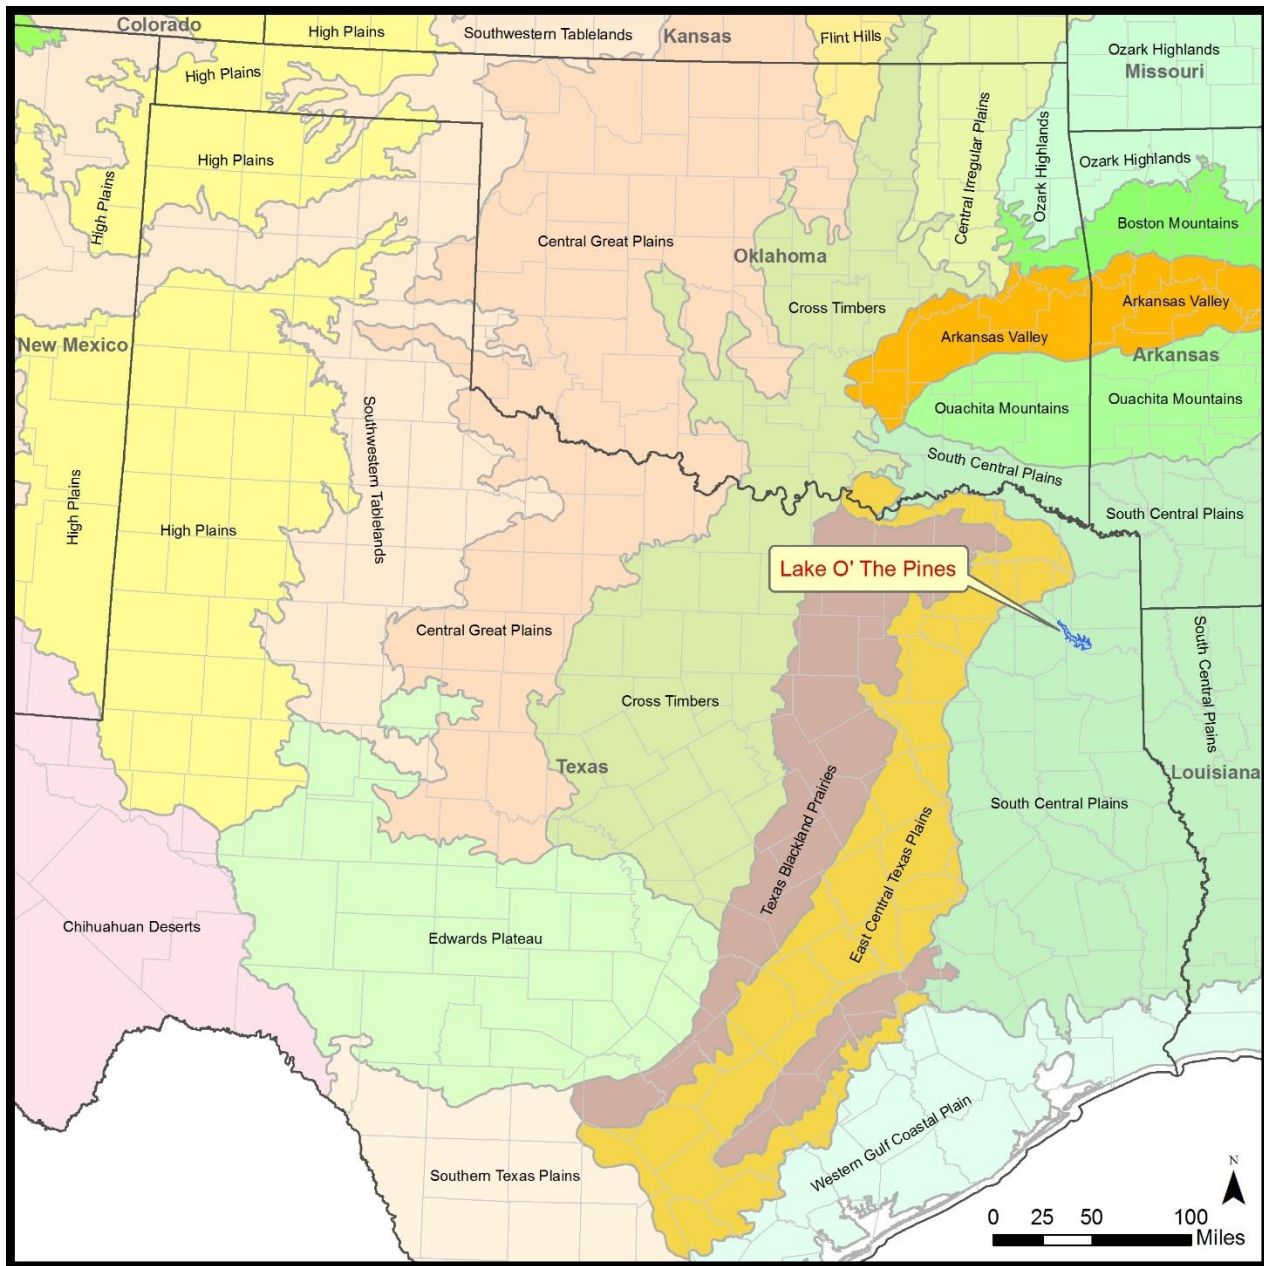 Colorado
High Plains
Southwestern Tablelands
Kansas
Flint Hills
Ozark Highlands
Missouri
High Plains
Central Irregular Plains
Ozark Highlands
Ozark Highlands
High Plains
High Plains
Boston Mountains
Central Great Plains
Oklahoma
Cross Timbers
Arkansas Valley
Arkansas Valley
New Mexico
Arkansas
Ouachita Mountains
Ouachita Mountains
Southwestern Tablelands
South Central Plains
High Plains
High Plains
South Central Plains
Lake O' The Pines
Central Great Plains
South Central Plains
Cross Timbers
Texas
Louisiana
Texas Blackland Prairies
South Central Plains
East Central Texas Plains
Chihuahuan Deserts
Edwards Plateau
Western Gulf Coastal Plain
Southern Texas Plains
N
0 25 50 100
Miles